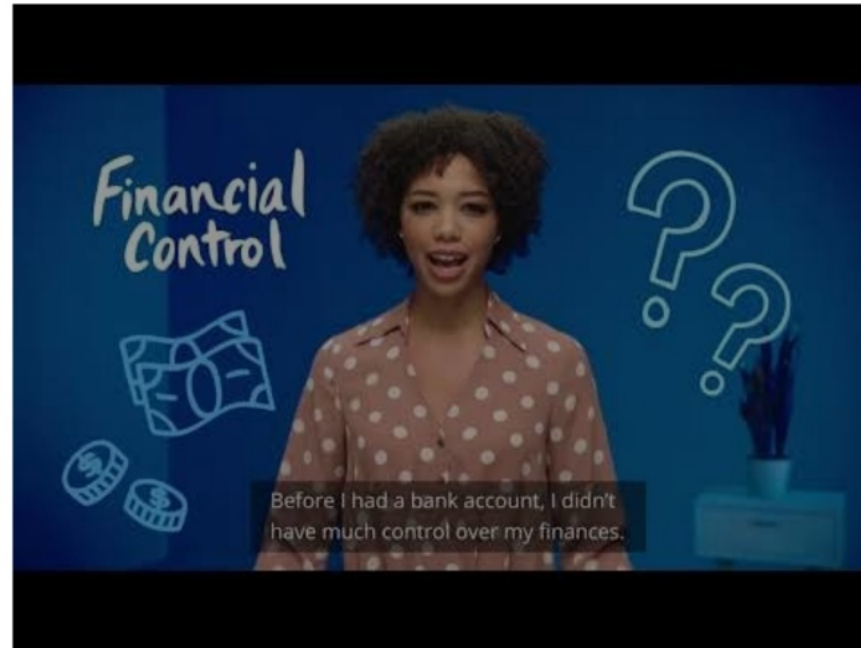 Financial
Control
Before I had a bank account, I didn't
have much control over my finances.